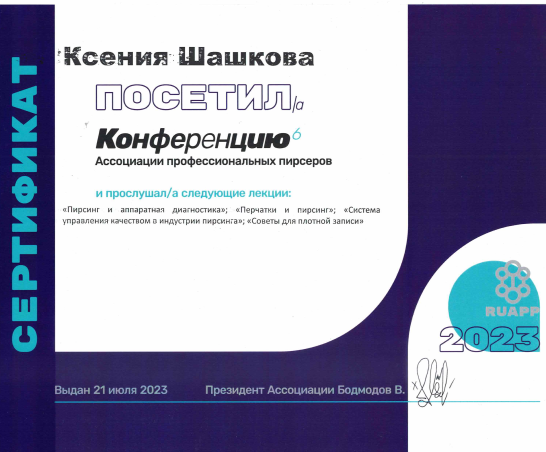 СЕРТИФИКАТ
Ксения Шашкова
ПОСЕТИЛ/а
Конференцию6
Ассоциации профессиональных пирсеров
и прослушал/а следующие лекции:
«Пирсинг и аппаратная диагностика»; «Перчатки и пирсинг»; «Система
управления качеством в индустрии пирсинга»; «Советы для плотной записи»
RUAPP
2023
Выдан 21 июля 2023 Президент Ассоциации Бодмодов В.